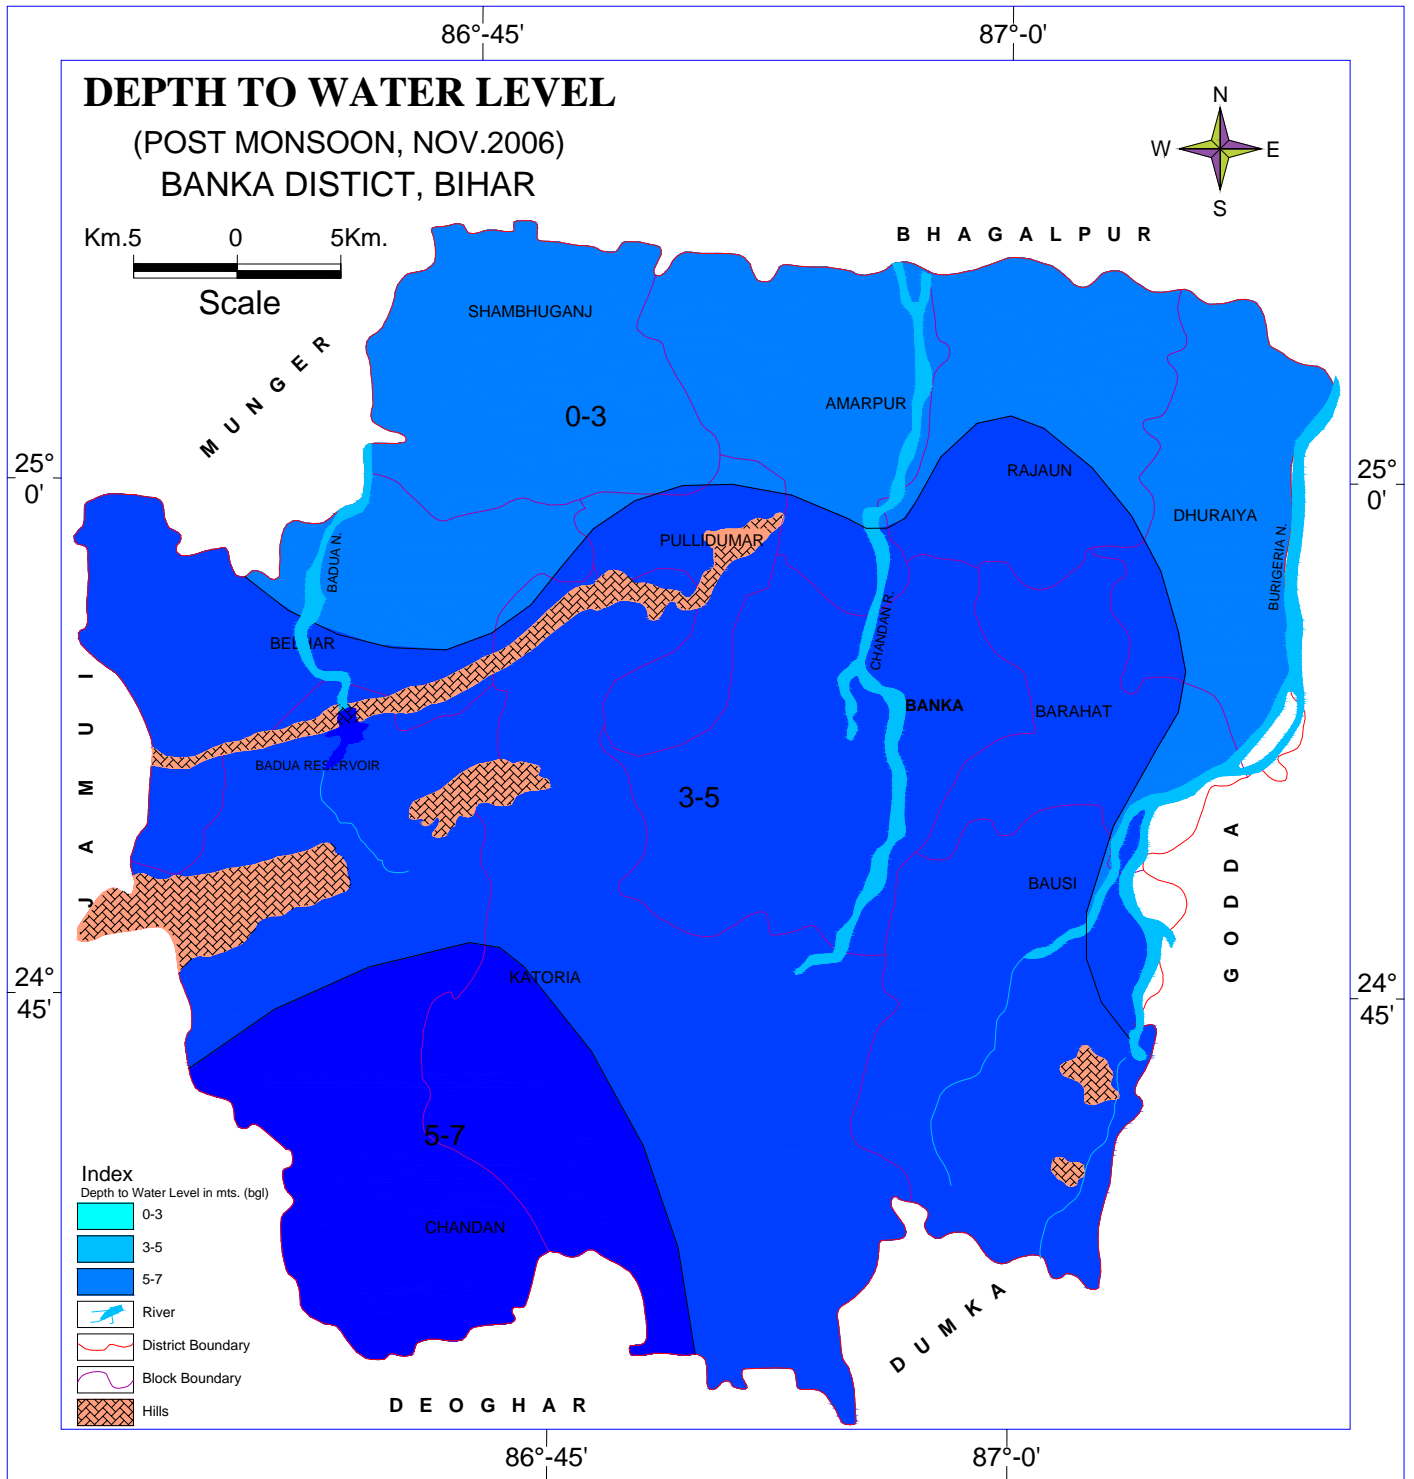 86°-45'
87°-0'
DEPTH TO WATER LEVEL
(POST MONSOON, NOV.2006)
BANKA DISTICT, BIHAR
N
W
E
S
Km.5 0 5Km.
Scale
BHAGALPUR
MUNGER
SHAMBHUGANJ
AMARPUR
0-3
25°
0'
25°
0'
RAJAUN
DHURAIYA
PULLIDUMAR
BADUA N.
BURIGERIA N.
CHANDAN R.
BELHAR
BANKA
BARAHAT
BADUA RESERVOIR
3-5
JAMUI
BAUSI
GODDA
KATORIA
24°
45'
24°
45'
5-7
CHANDAN
Index
Depth to Water Level in mts. (bgl)
0-3
3-5
5-7
River
District Boundary
Block Boundary
Hills
DUMKA
DEOGHAR
86°-45'
87°-0'